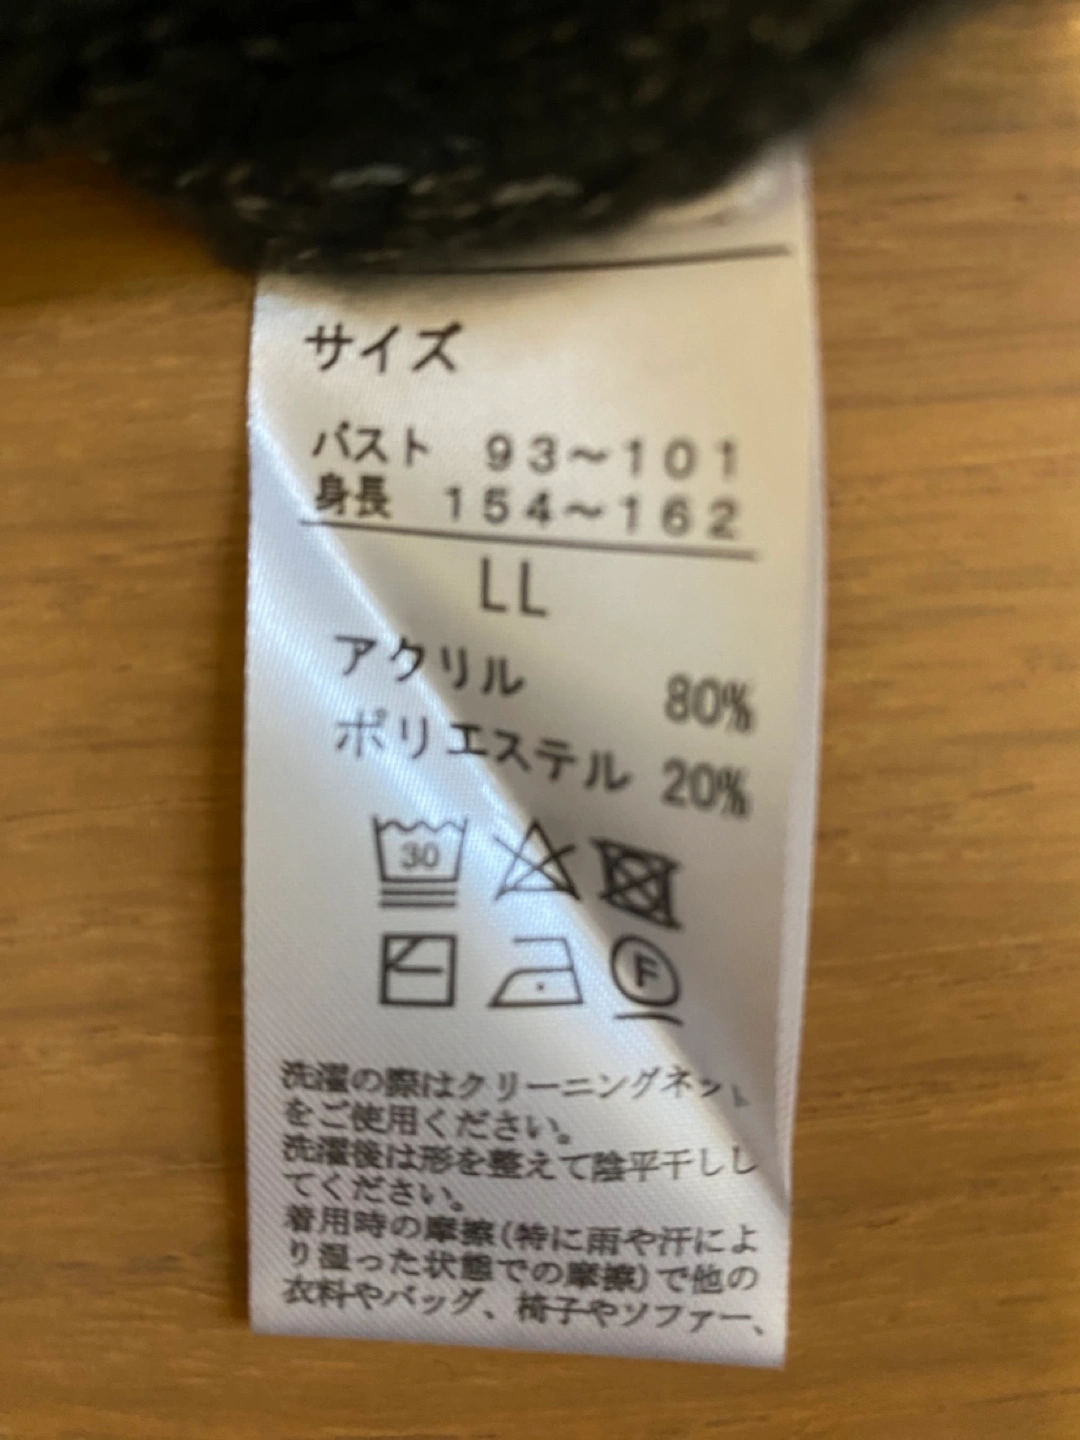 サイズ
バスト 93～101
身長 154～162
LL
アクリル 80%
ポリエステル 20%
30
F
洗濯の際はクリーニングネッ
をご使用ください。
洗濯後は形を整えて陰平干しし
てください。
着用時の摩擦(特に雨や汗によ
り湿った状態での摩擦)で他の
衣料やバッグ、椅子やソファー、